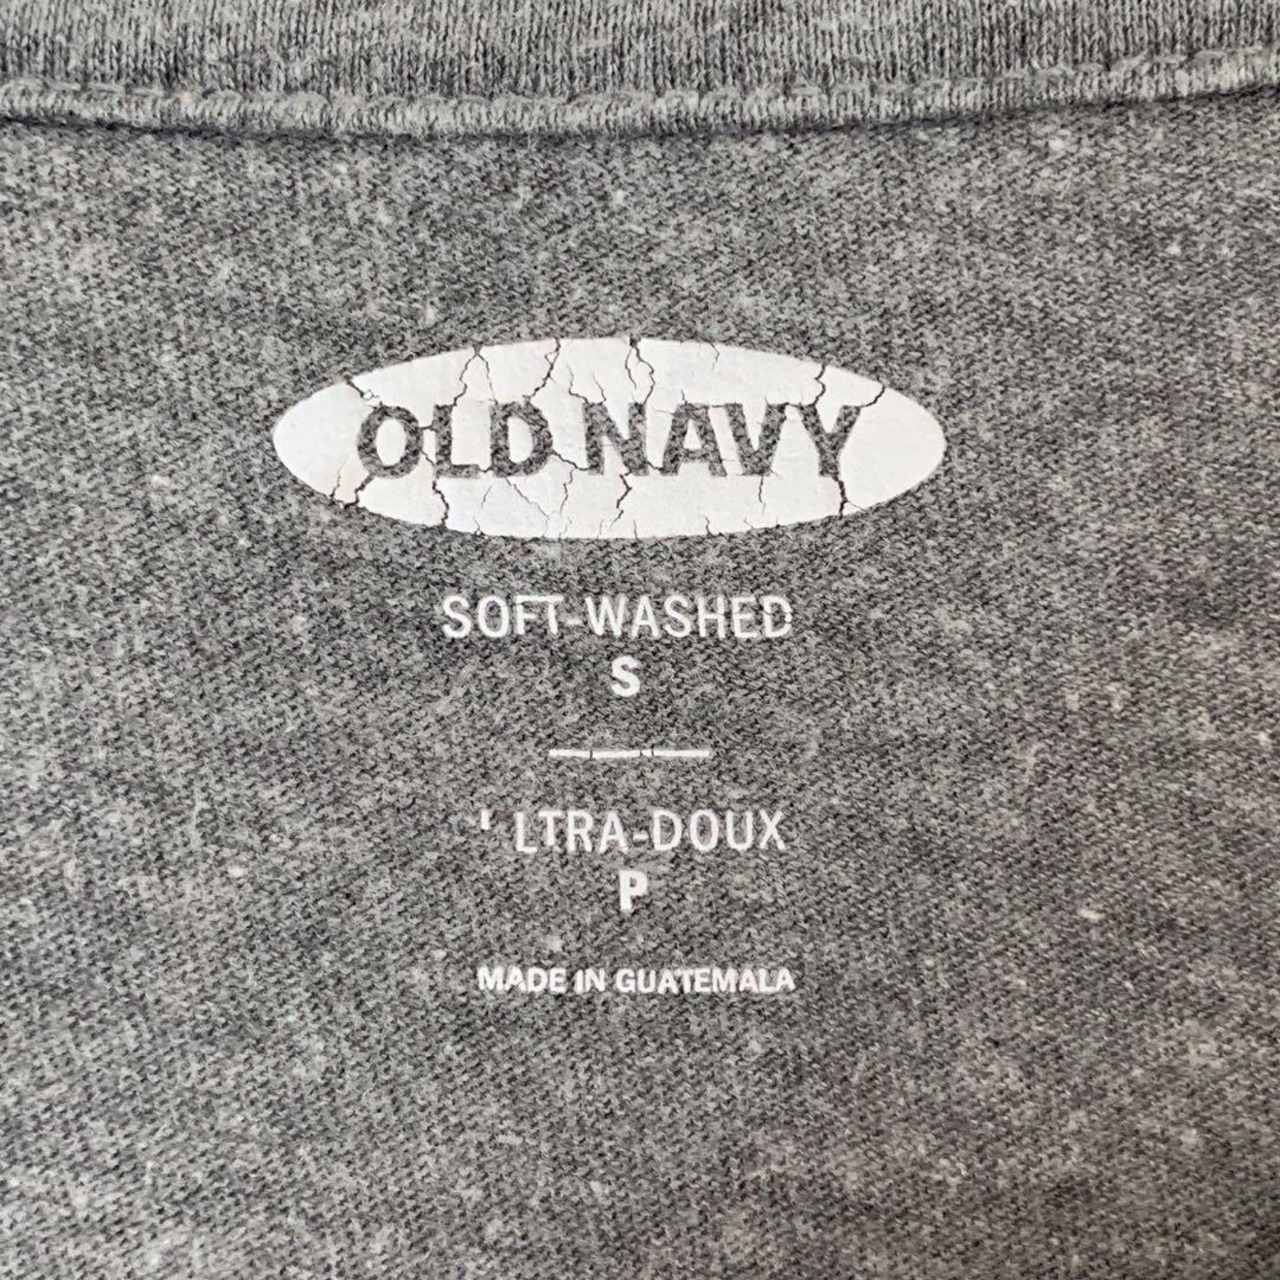 OLD NAVY
SOFT-WASHED
S
LTRA-DOUX
P
MADE IN GUATEMALA